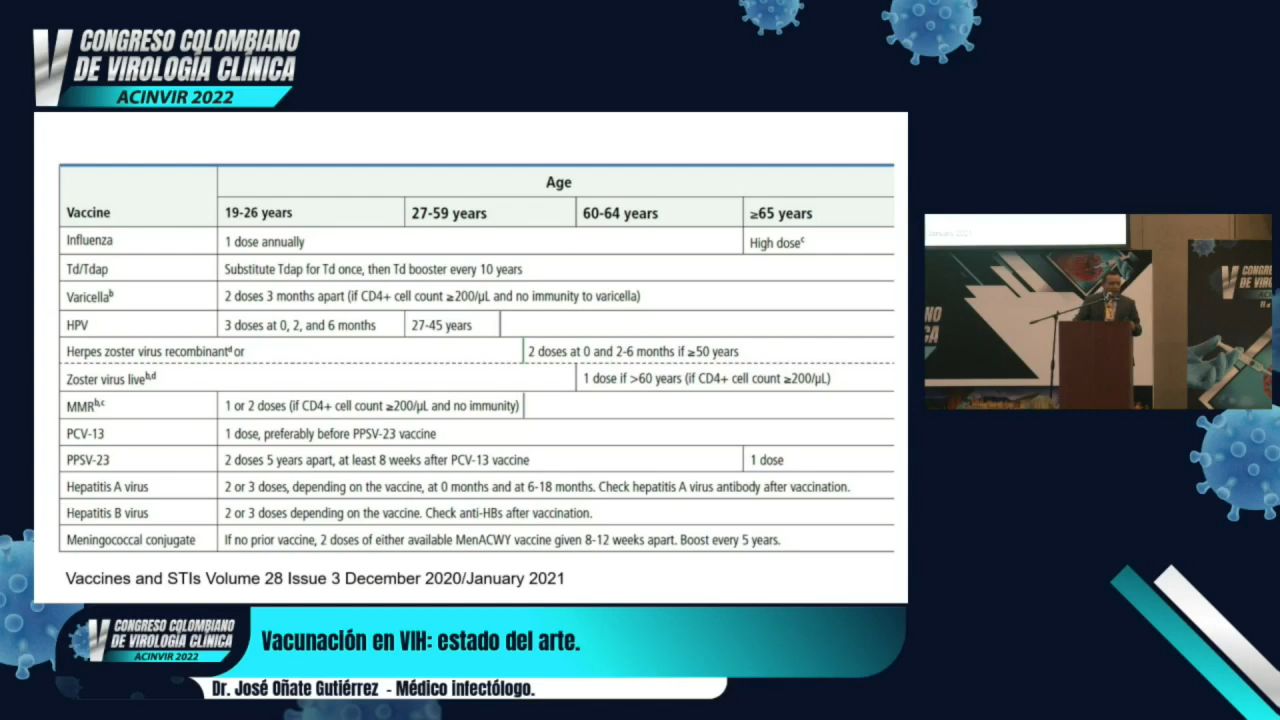 V CONGRESO COLOMBIANO
DE VIROLOGÍA CLÍNICA
ACINVIR 2022
Age
Vaccine 19-26 years 27-59 years 60-64 years ≥65 years
Influenza 1 dose annually High doseᶜ
Td/Tdap Substitute Tdap for Td once, then Td booster every 10 years
Varicellaᵇ 2 doses 3 months apart (if CD4+ cell count ≥200/µL and no immunity to varicella)
HPV 3 doses at 0, 2, and 6 months 27-45 years
Herpes zoster virus recombinantᵈ or 2 doses at 0 and 2-6 months if ≥50 years
Zoster virus liveᵇ,ᵈ 1 dose if >60 years (if CD4+ cell count ≥200/µL)
MMRᵇ,ᶜ 1 or 2 doses (if CD4+ cell count ≥200/µL and no immunity)
PCV-13 1 dose, preferably before PPSV-23 vaccine
PPSV-23 2 doses 5 years apart, at least 8 weeks after PCV-13 vaccine 1 dose
Hepatitis A virus 2 or 3 doses, depending on the vaccine, at 0 months and at 6-18 months. Check hepatitis A virus antibody after vaccination.
Hepatitis B virus 2 or 3 doses depending on the vaccine. Check anti-HBs after vaccination.
Meningococcal conjugate If no prior vaccine, 2 doses of either available MenACWY vaccine given 8-12 weeks apart. Boost every 5 years.
Vaccines and STIs Volume 28 Issue 3 December 2020/January 2021
V CONGRESO COLOMBIANO
DE VIROLOGÍA CLÍNICA
ACINVIR 2022
Vacunación en VIH: estado del arte.
Dr. José Oñate Gutiérrez - Médico infectólogo.